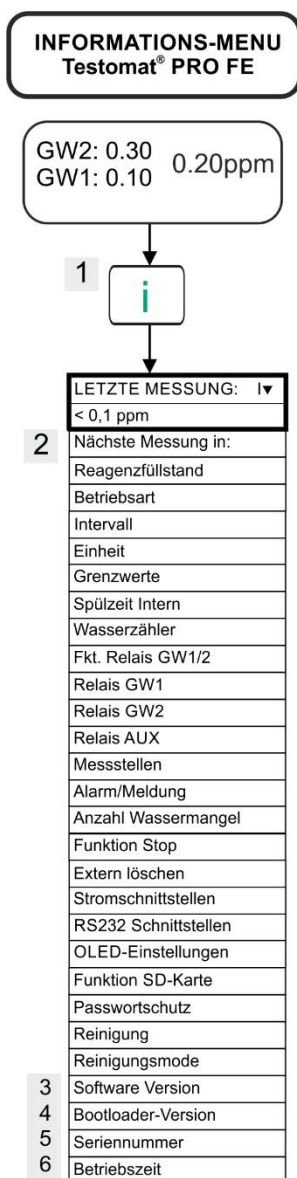 INFORMATIONS-MENU
Testomat® PRO FE
GW2: 0.30
GW1: 0.10
0.20ppm
1
i
LETZTE MESSUNG: I▼
< 0,1 ppm
2 Nächste Messung in:
Reagenzfüllstand
Betriebsart
Intervall
Einheit
Grenzwerte
Spülzeit Intern
Wasserzähler
Fkt. Relais GW1/2
Relais GW1
Relais GW2
Relais AUX
Messstellen
Alarm/Meldung
Anzahl Wassermangel
Funktion Stop
Extern löschen
Stromschnittstellen
RS232 Schnittstellen
OLED-Einstellungen
Funktion SD-Karte
Passwortschutz
Reinigung
Reinigungsmode
3 Software Version
4 Bootloader-Version
5 Seriennummer
6 Betriebszeit